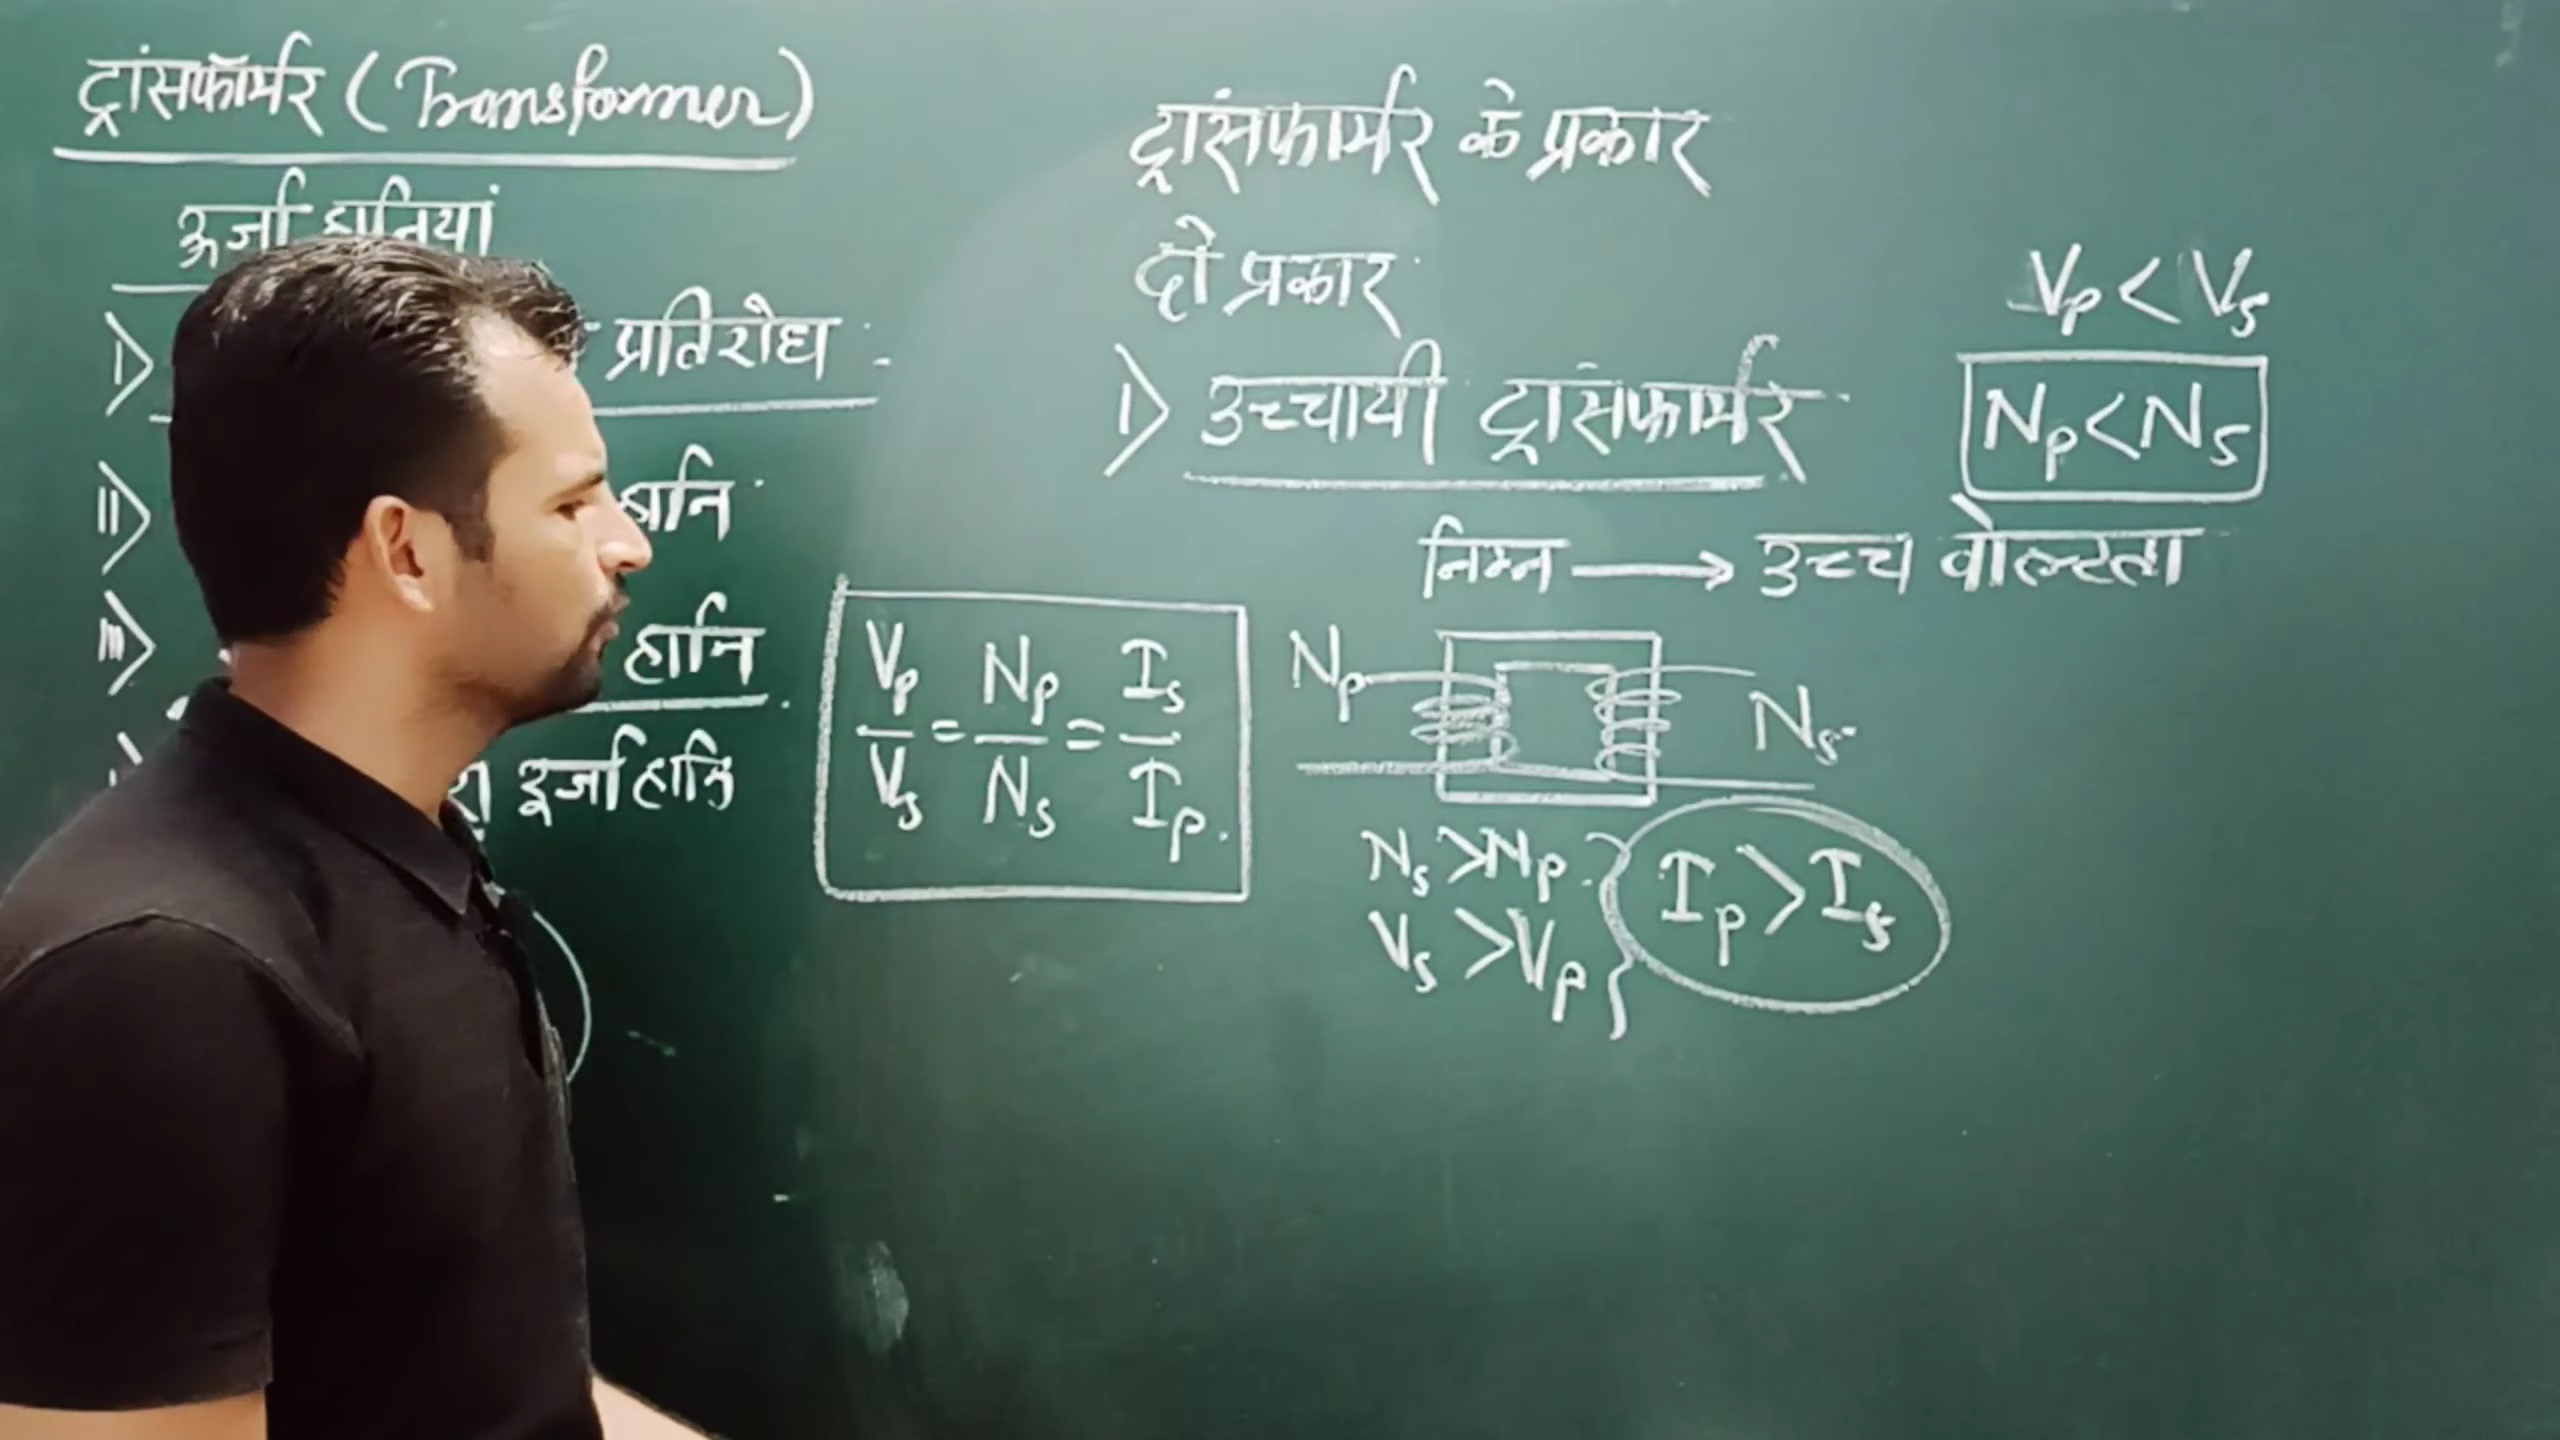 ट्रांसफॉर्मर (Transformer)
ऊर्जा हानियां
I> प्रतिरोध
II>
III> हानि
ऊर्जा हानि
Vp/Vs = Np/Ns = Is/Ip.
ट्रांसफार्मर के प्रकार
दो प्रकार
I> उच्चायी ट्रांसफार्मर
Vp < Vs
Np < Ns
निम्न → उच्च वोल्टता
Np Ns
Ns > Np
Vs > Vp
Ip > Is